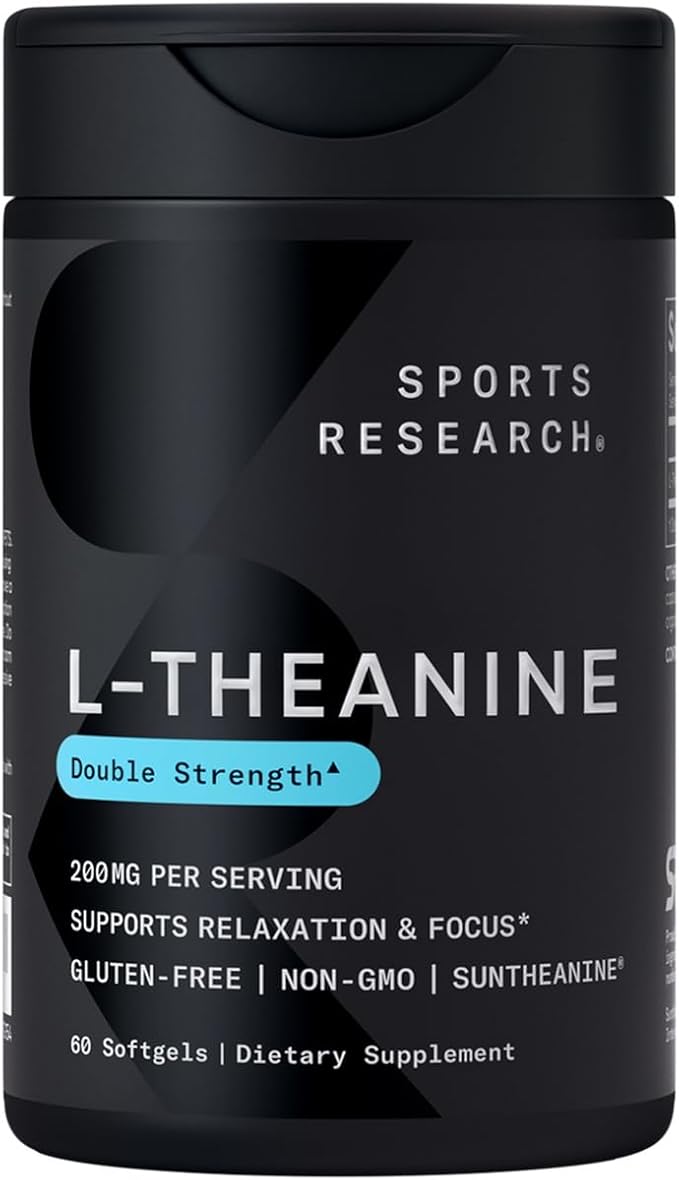 SPORTS
RESEARCH®
L-THEANINE
Double Strength▲
200MG PER SERVING
SUPPORTS RELAXATION & FOCUS*
GLUTEN-FREE | NON-GMO | SUNTHEANINE®
60 Softgels | Dietary Supplement